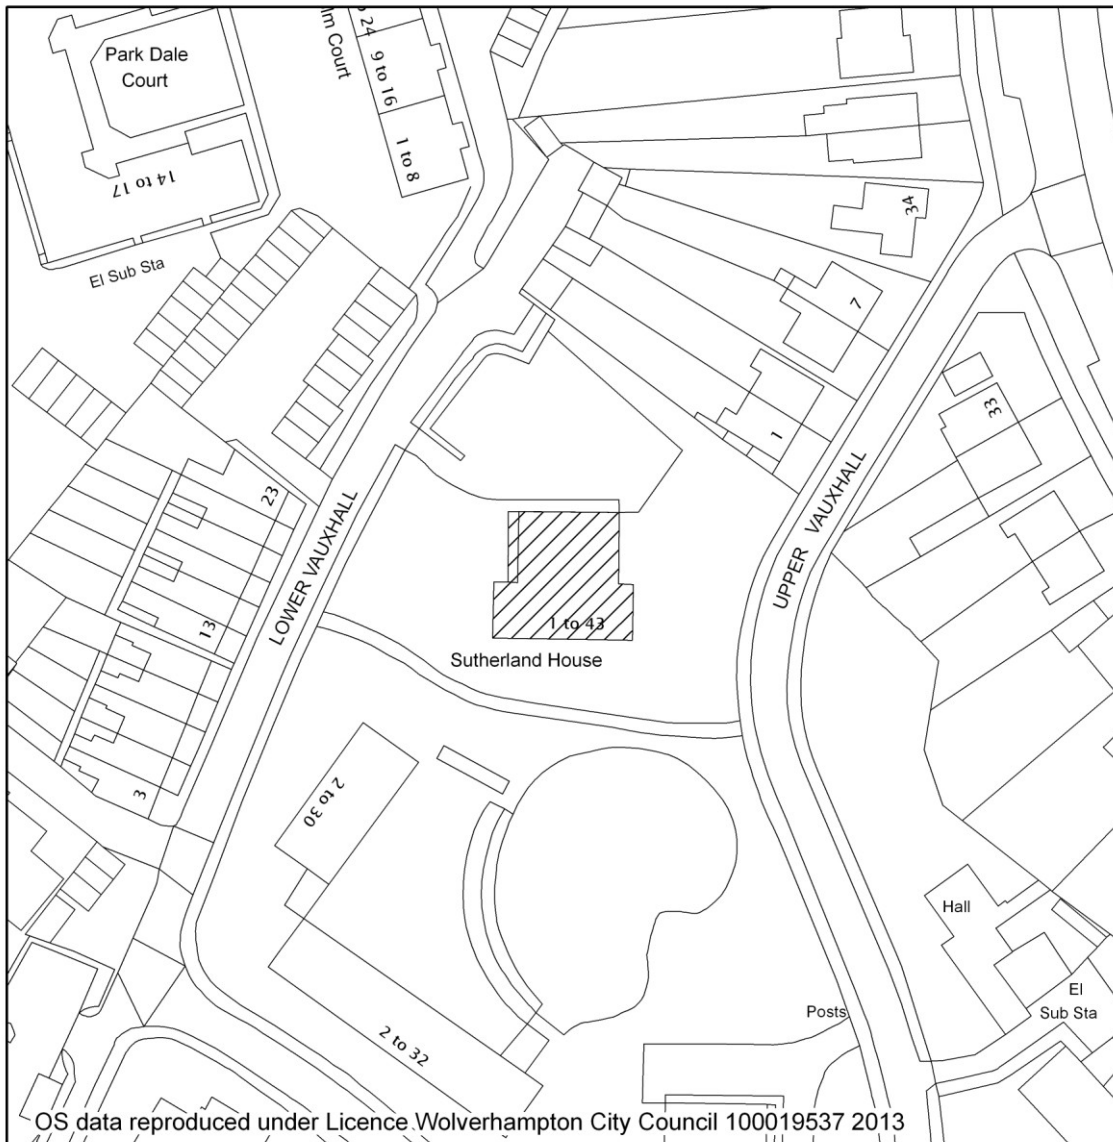 Park Dale
Court
14 to 17
El Sub Sta
9 to 16
1 to 8
34
7
1
33
23
13
3
LOWER VAUXHALL
UPPER VAUXHALL
1 to 43
Sutherland House
2 to 30
2 to 32
Hall
El
Sub Sta
Posts
OS data reproduced under Licence Wolverhampton City Council 100019537 2013